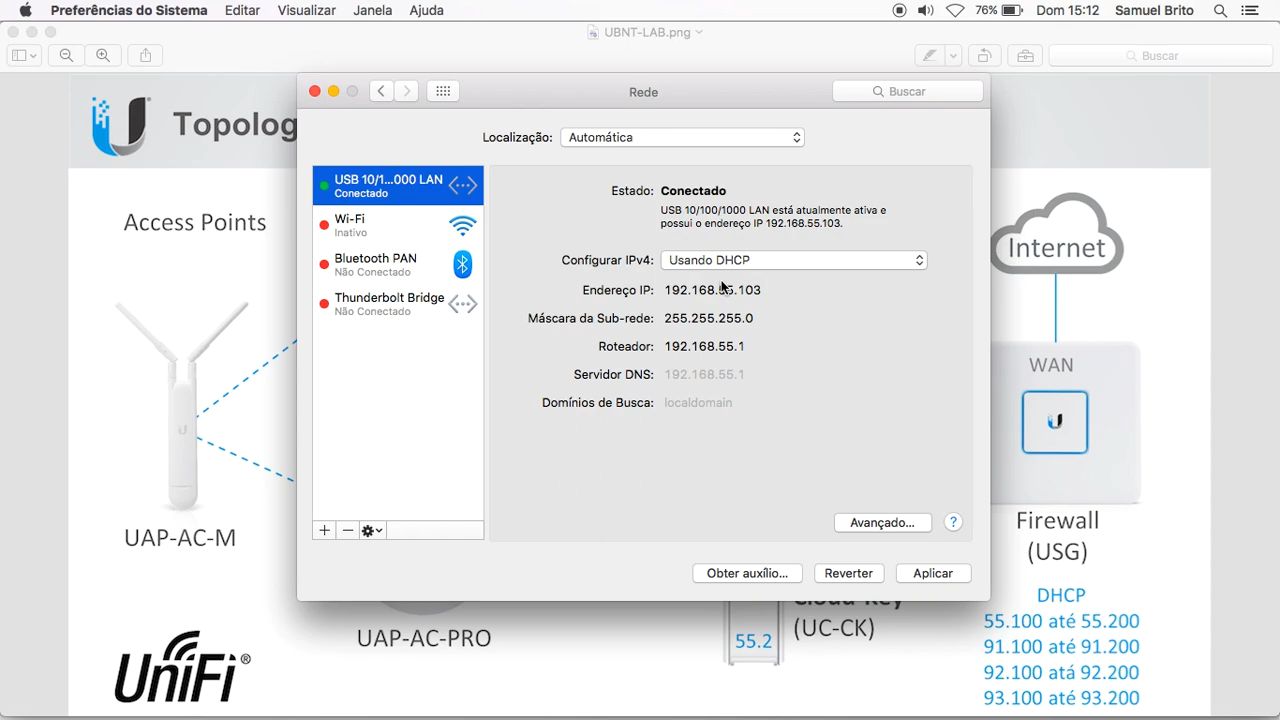 Preferências do Sistema Editar Visualizar Janela Ajuda 76% Dom 15:12 Samuel Brito
UBNT-LAB.png
Buscar
Rede
Buscar
Topolog
Localização: Automática
USB 10/1...000 LAN
Conectado
Wi-Fi
Inativo
Bluetooth PAN
Não Conectado
Thunderbolt Bridge
Não Conectado
Estado: Conectado
USB 10/100/1000 LAN está atualmente ativa e
possui o endereço IP 192.168.55.103.
Configurar IPv4: Usando DHCP
Endereço IP: 192.168.55.103
Máscara da Sub-rede: 255.255.255.0
Roteador: 192.168.55.1
Servidor DNS: 192.168.55.1
Domínios de Busca: localdomain
Avançado... ?
Obter auxílio... Reverter Aplicar
Access Points
UAP-AC-M
UAP-AC-PRO
UniFi®
Cloud Key
(UC-CK)
55.2
Internet
WAN
Firewall
(USG)
DHCP
55.100 até 55.200
91.100 até 91.200
92.100 atá 92.200
93.100 até 93.200